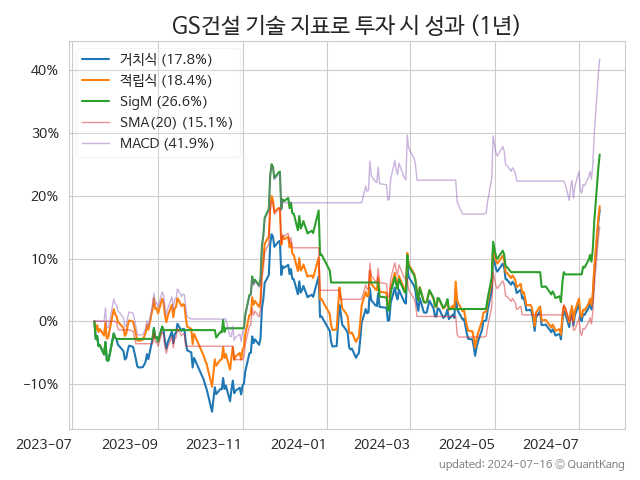 GS건설 기술 지표로 투자 시 성과 (1년)
거치식 (17.8%)
적립식 (18.4%)
SigM (26.6%)
SMA(20) (15.1%)
MACD (41.9%)
40%
30%
20%
10%
0%
−10%
2023-07
2023-09
2023-11
2024-01
2024-03
2024-05
2024-07
updated: 2024-07-16 © QuantKang